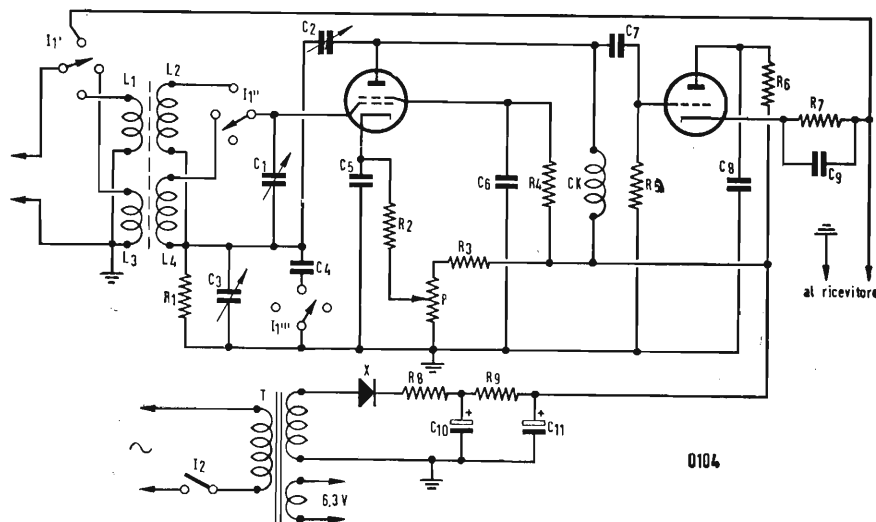 I1'
C2
C7
L1
L2
I1''
R6
R7
C1
C5
C6
R4
CK
R5
C8
C9
R2
R3
L3
L4
C4
R1
C3
P
I1'''
al ricevitore
X
R8
R9
T
+
+
C10
C11
I2
6,3 V
0104